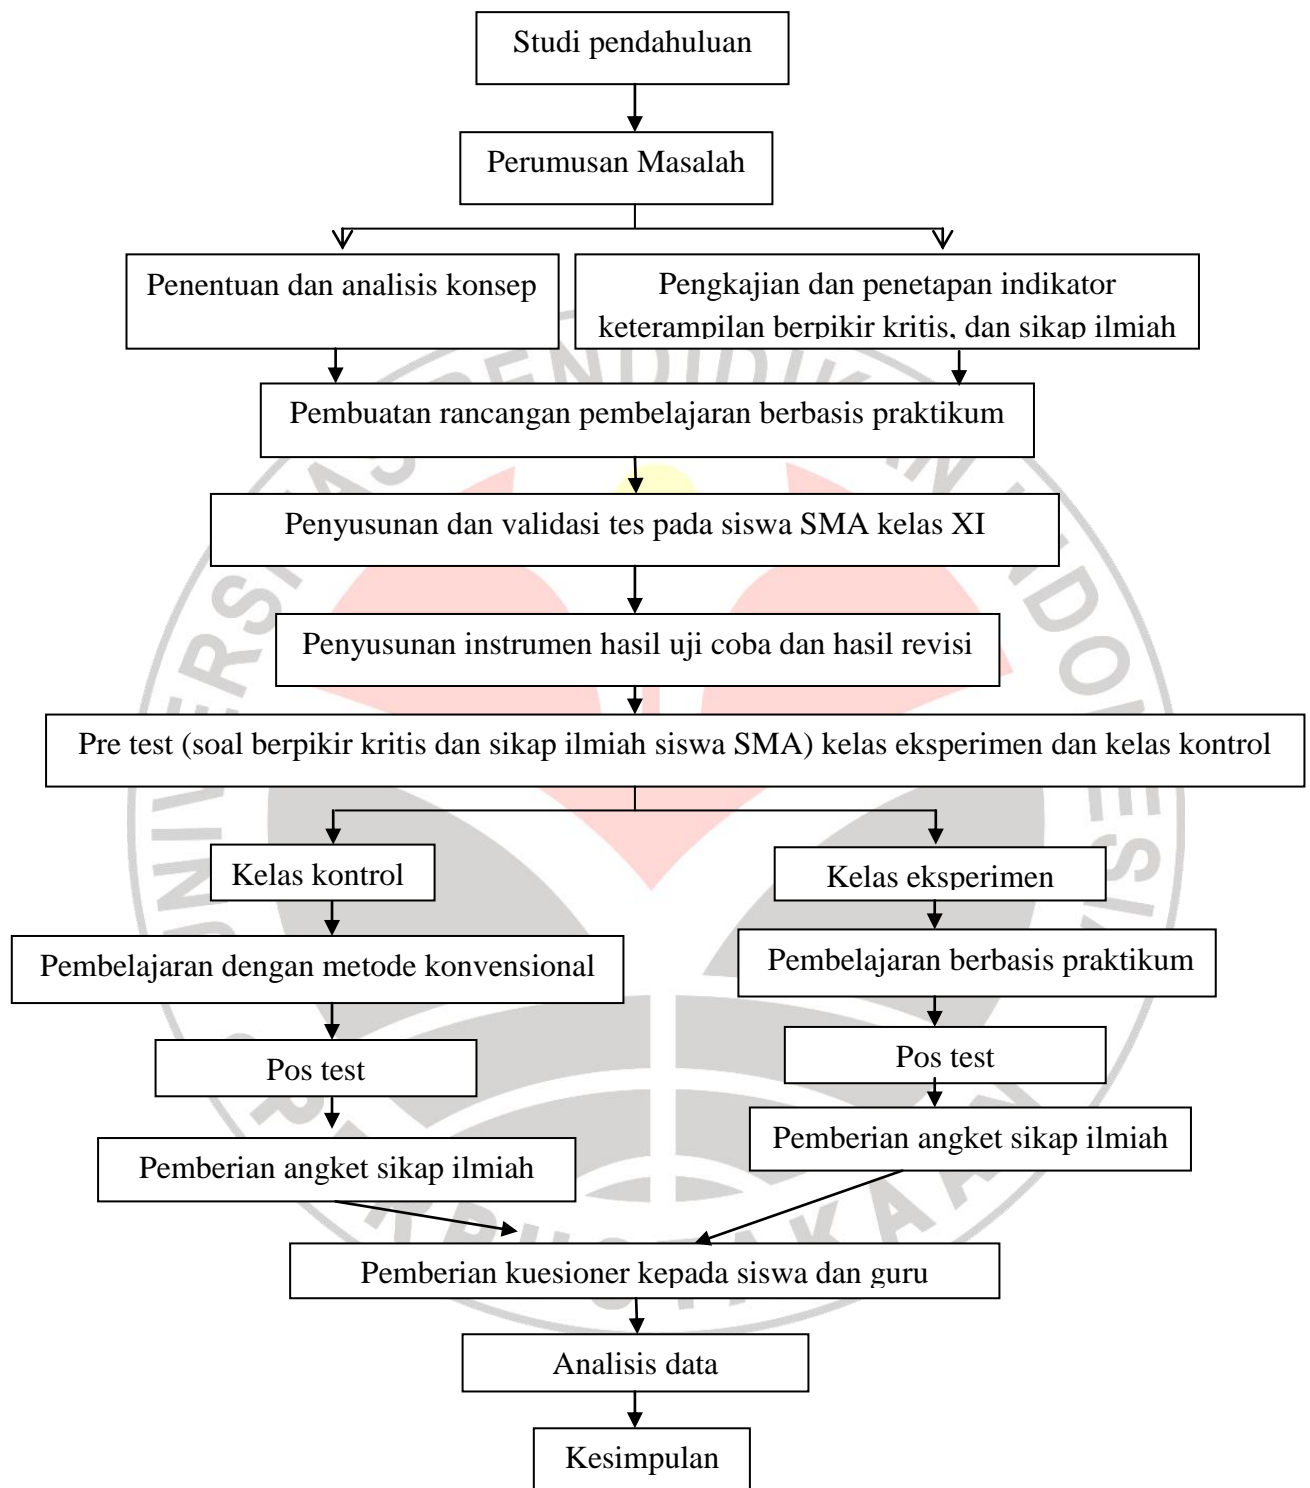 Studi pendahuluan
Perumusan Masalah
Penentuan dan analisis konsep
Pengkajian dan penetapan indikator
keterampilan berpikir kritis, dan sikap ilmiah
Pembuatan rancangan pembelajaran berbasis praktikum
Penyusunan dan validasi tes pada siswa SMA kelas XI
Penyusunan instrumen hasil uji coba dan hasil revisi
Pre test (soal berpikir kritis dan sikap ilmiah siswa SMA) kelas eksperimen dan kelas kontrol
Kelas kontrol
Kelas eksperimen
Pembelajaran dengan metode konvensional
Pembelajaran berbasis praktikum
Pos test
Pos test
Pemberian angket sikap ilmiah
Pemberian angket sikap ilmiah
Pemberian kuesioner kepada siswa dan guru
Analisis data
Kesimpulan
UNIVERSITAS PENDIDIKAN INDONESIA
PERPUSTAKAAN